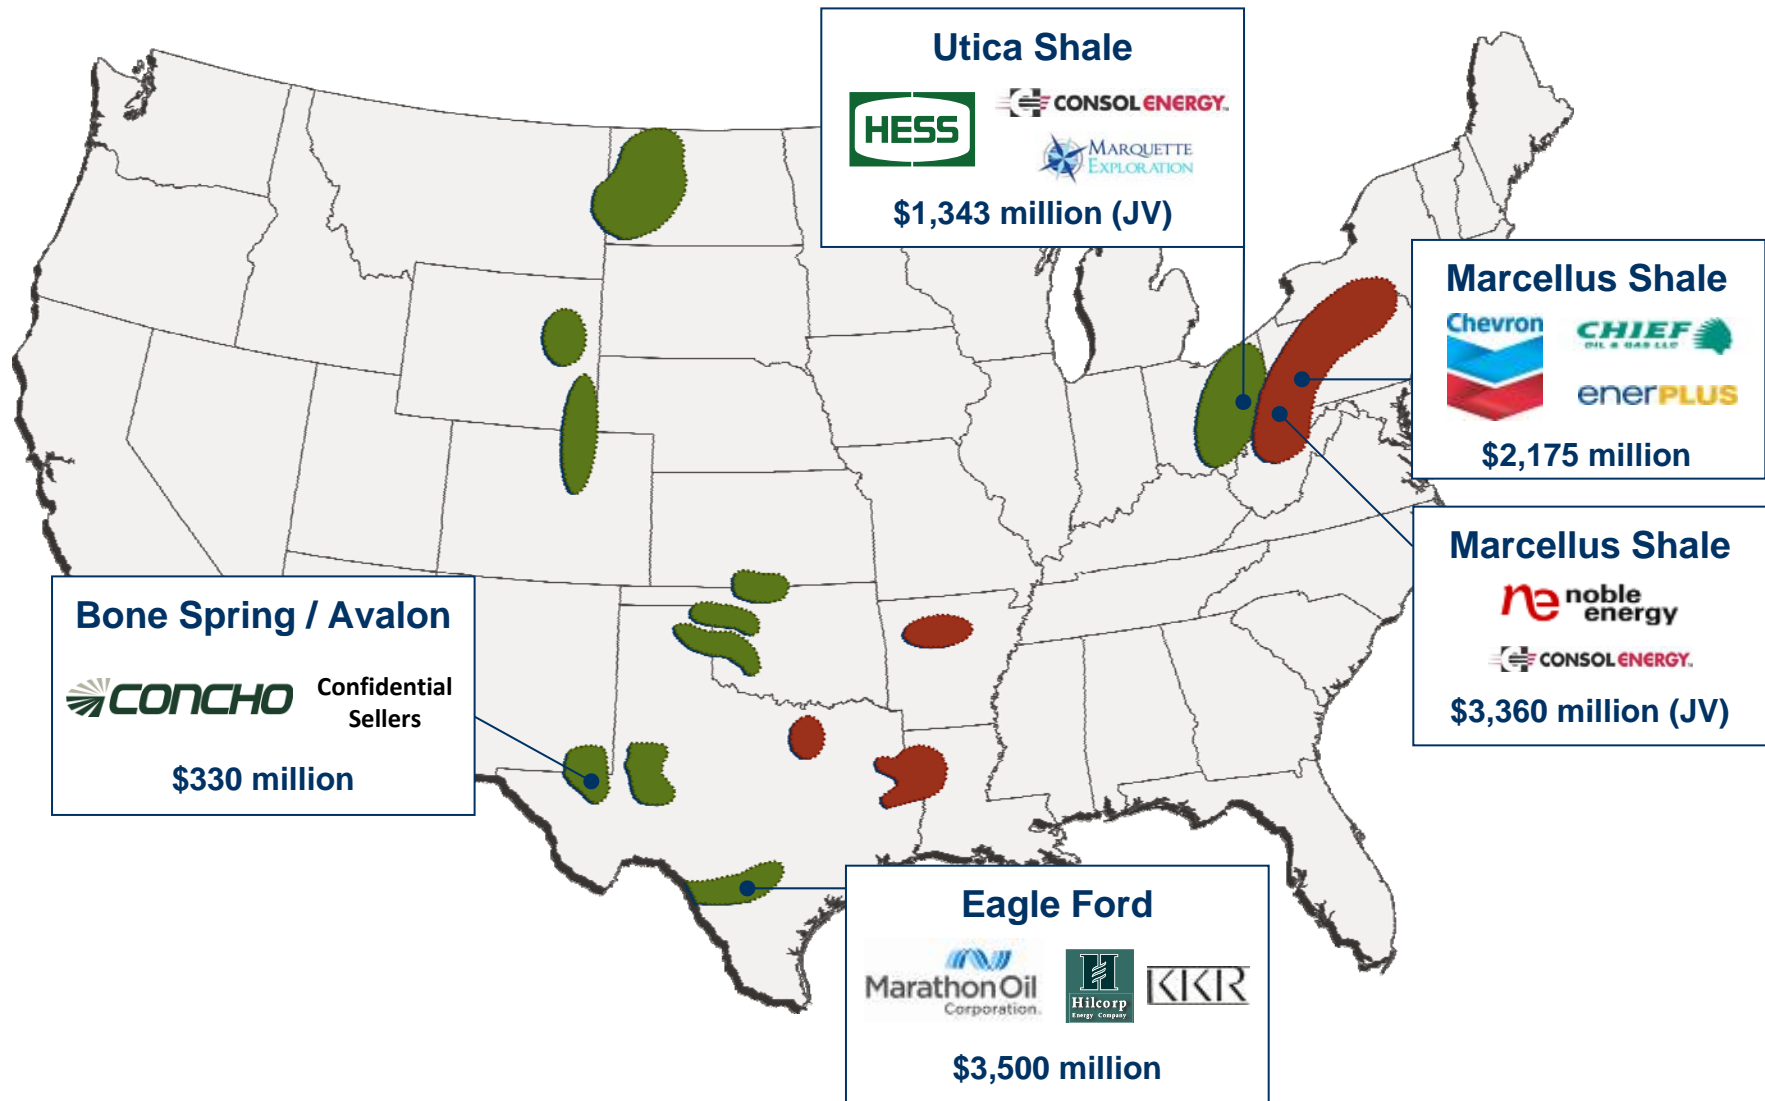 Utica Shale
HESS
CONSOL ENERGY.
MARQUETTE
EXPLORATION
$1,343 million (JV)
Marcellus Shale
Chevron
CHIEF
OIL & GAS LLC
enerPLUS
$2,175 million
Marcellus Shale
ne noble
energy
CONSOL ENERGY.
$3,360 million (JV)
Bone Spring / Avalon
CONCHO
Confidential
Sellers
$330 million
Eagle Ford
Marathon Oil
Corporation.
H
Hilcorp
Energy Company
KKR
$3,500 million